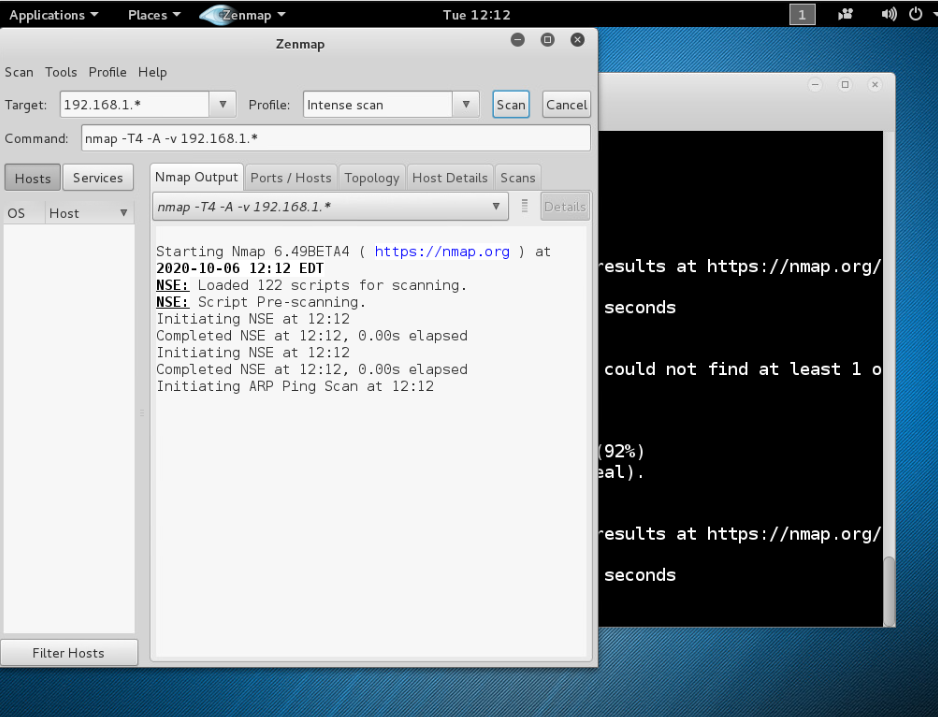 Applications Places Zenmap Tue 12:12 1
Zenmap
Scan Tools Profile Help
Target: 192.168.1.* Profile: Intense scan Scan Cancel
Command: nmap -T4 -A -v 192.168.1.*
Hosts Services
Nmap Output Ports / Hosts Topology Host Details Scans
OS Host
nmap -T4 -A -v 192.168.1.* Details
Starting Nmap 6.49BETA4 ( https://nmap.org ) at
2020-10-06 12:12 EDT
NSE: Loaded 122 scripts for scanning.
NSE: Script Pre-scanning.
Initiating NSE at 12:12
Completed NSE at 12:12, 0.00s elapsed
Initiating NSE at 12:12
Completed NSE at 12:12, 0.00s elapsed
Initiating ARP Ping Scan at 12:12
Filter Hosts
results at https://nmap.org/
seconds
could not find at least 1 o
(92%)
eal).
results at https://nmap.org/
seconds